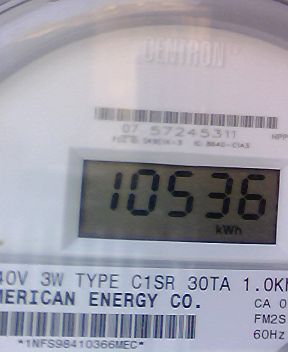 CENTRON
07 57245311
10536
kWh
40V 3W TYPE C1SR 30TA 1.0K
MERICAN ENERGY CO.
CA 0
FM2S
60Hz
*1NFS98410366MEC*